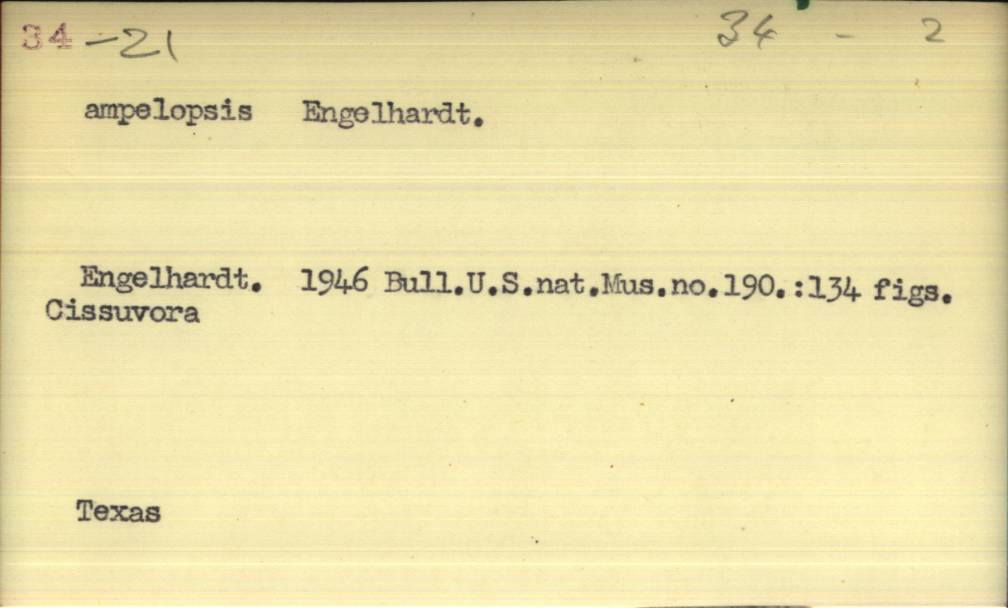 34 -21 34 - 2
ampelopsis Engelhardt.
Engelhardt. 1946 Bull.U.S.nat.Mus.no.190.:134 figs.
Cissuvora
Texas